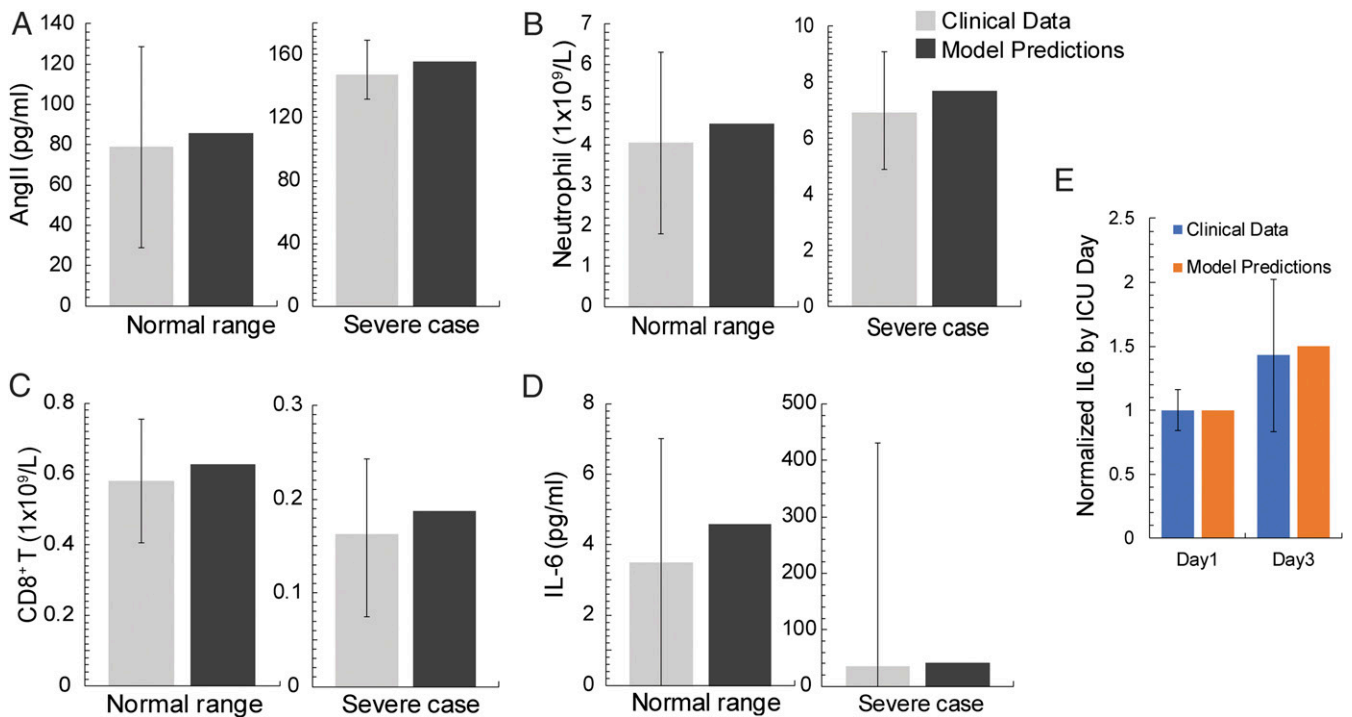 A
AngII (pg/ml)
140
120
100
80
60
40
20
0
Normal range
160
120
80
40
0
Severe case
B
Neutrophil (1x10⁹/L)
7
6
5
4
3
2
1
0
Normal range
10
8
6
4
2
0
Severe case
Clinical Data
Model Predictions
C
CD8⁺ T (1x10⁹/L)
0.8
0.6
0.4
0.2
0
Normal range
0.3
0.2
0.1
0
Severe case
D
IL-6 (pg/ml)
8
6
4
2
0
Normal range
500
400
300
200
100
0
Severe case
E
Normalized IL6 by ICU Day
2.5
2
1.5
1
0.5
0
Clinical Data
Model Predictions
Day1
Day3